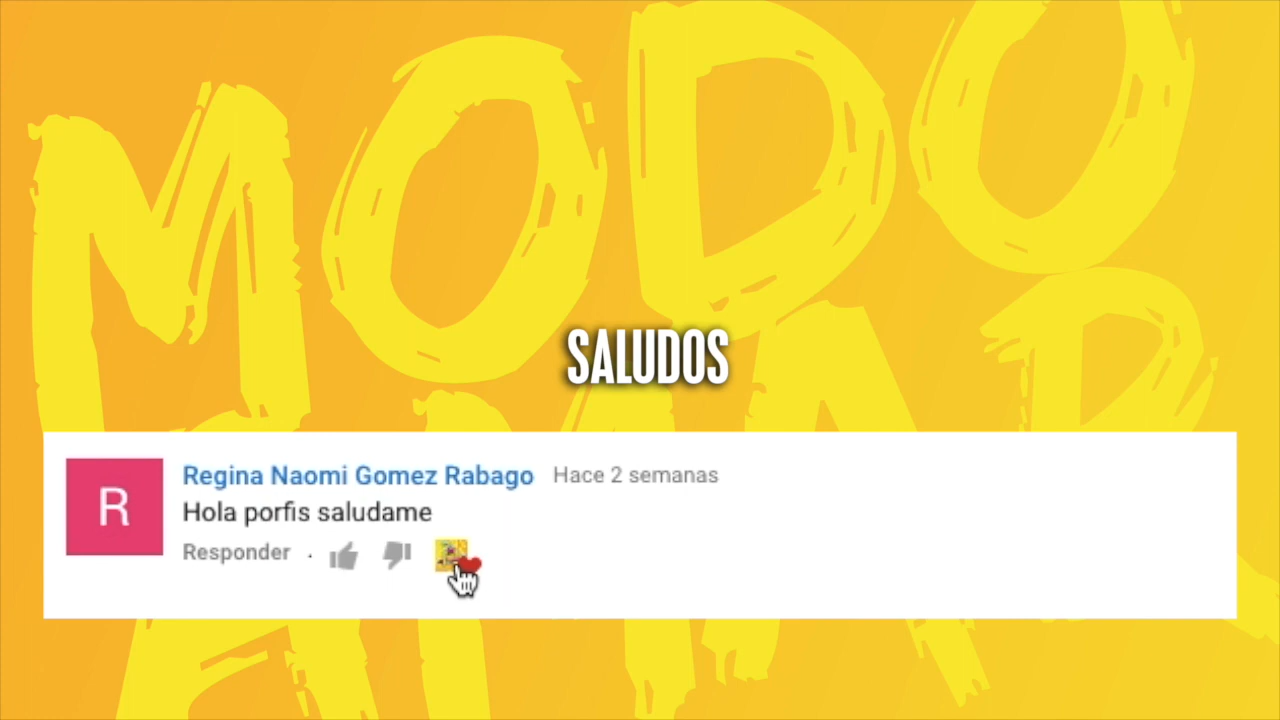 MODO
SALUDOS
Regina Naomi Gomez Rabago Hace 2 semanas
Hola porfis saludame
Responder ·
R